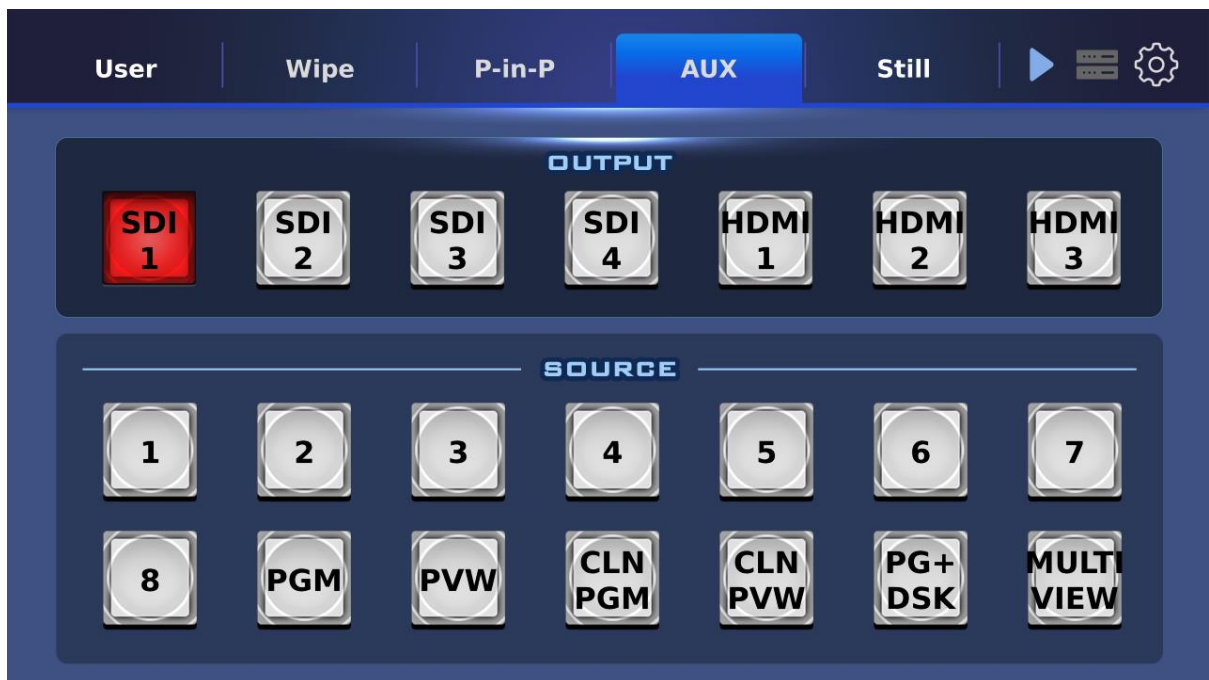 User Wipe P-in-P AUX Still
OUTPUT
SDI SDI SDI SDI HDMI HDMI HDMI
1 2 3 4 1 2 3
SOURCE
1 2 3 4 5 6 7
8 PGM PVW CLN PGM CLN PVW PG+ DSK MULTI VIEW